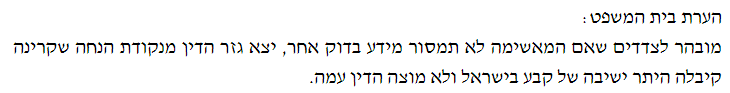 הערת בית המשפט:
מובהר לצדדים שאם המאשימה לא תמסור מידע בדוק אחר, יצא גזר הדין מנקודת הנחה שקרינה
קיבלה היתר ישיבה של קבע בישראל ולא מוצה הדין עמה.